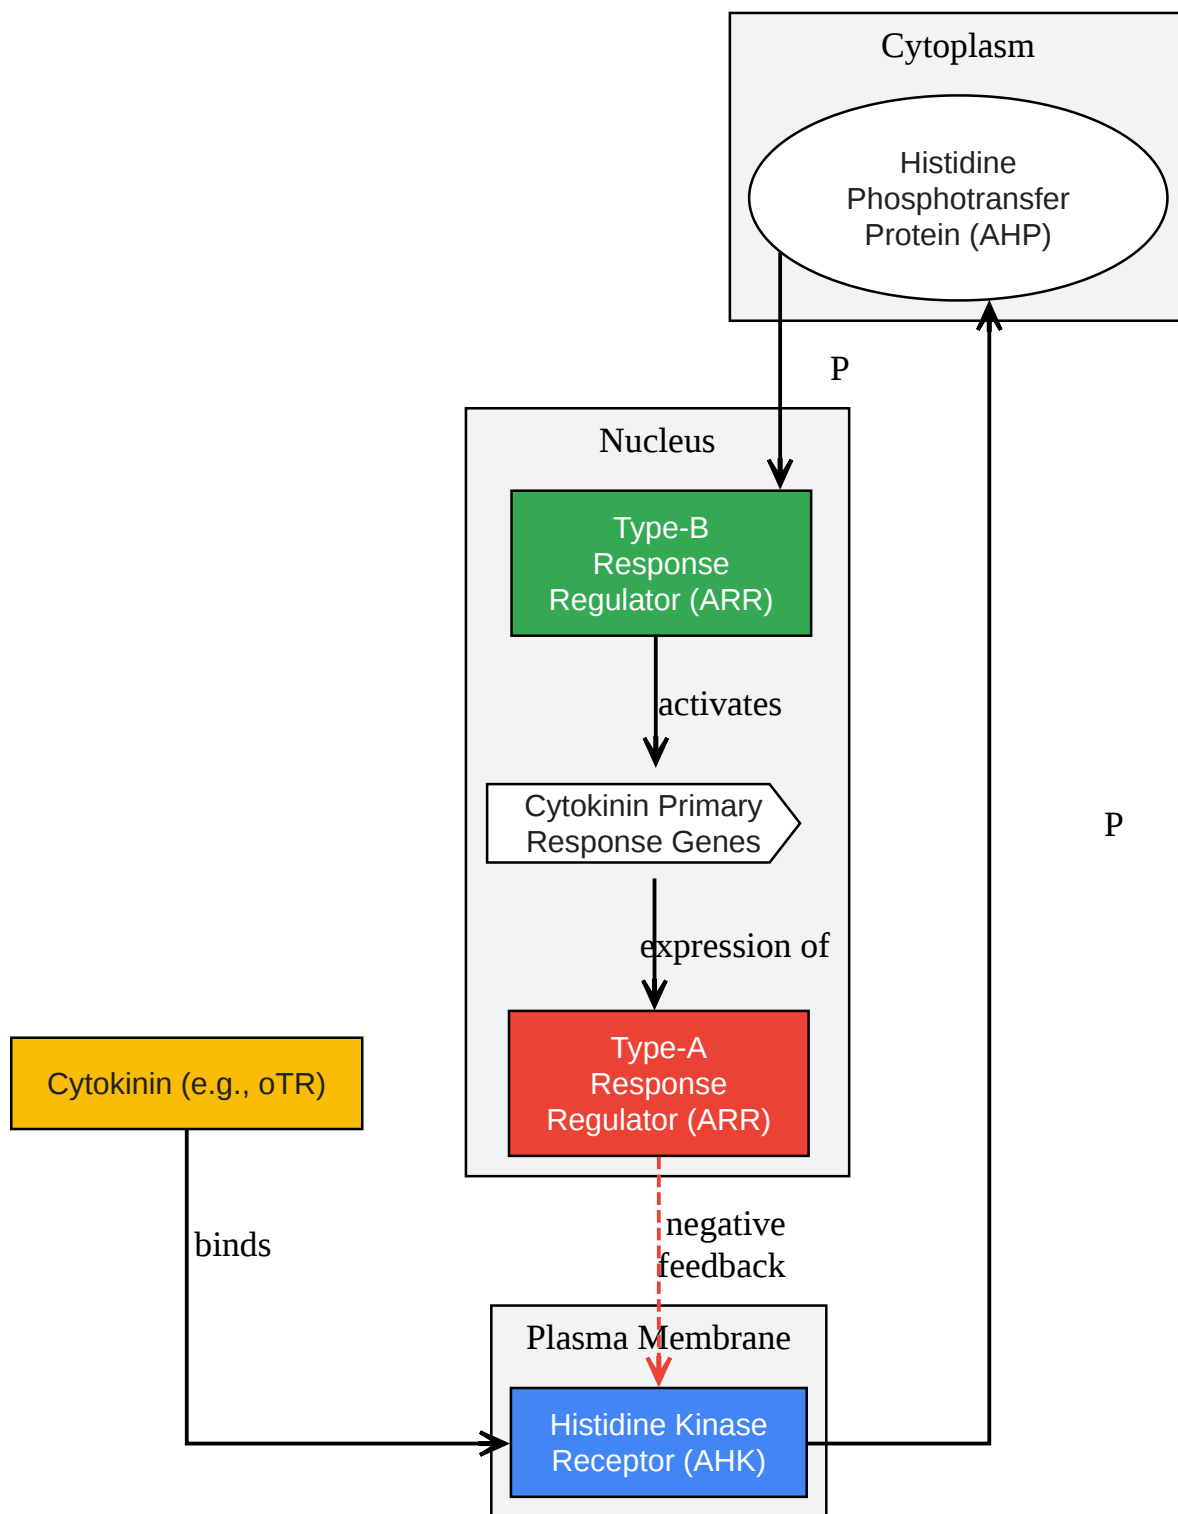 Cytoplasm
Histidine
Phosphotransfer
Protein (AHP)
P
Nucleus
Type-B
Response
Regulator (ARR)
activates
Cytokinin Primary
Response Genes
P
expression of
Type-A
Response
Regulator (ARR)
Cytokinin (e.g., oTR)
binds
negative
feedback
Plasma Membrane
Histidine Kinase
Receptor (AHK)